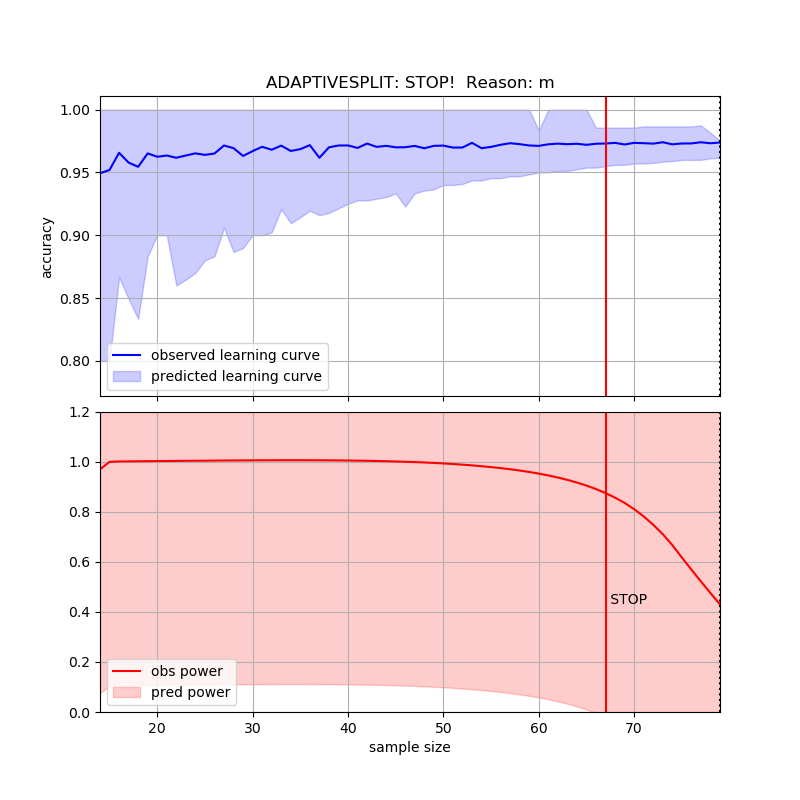 ADAPTIVESPLIT: STOP!  Reason: m
1.00
0.95
0.90
0.85
0.80
accuracy
observed learning curve
predicted learning curve
1.2
1.0
0.8
0.6
0.4
0.2
0.0
STOP
obs power
pred power
20 30 40 50 60 70
sample size